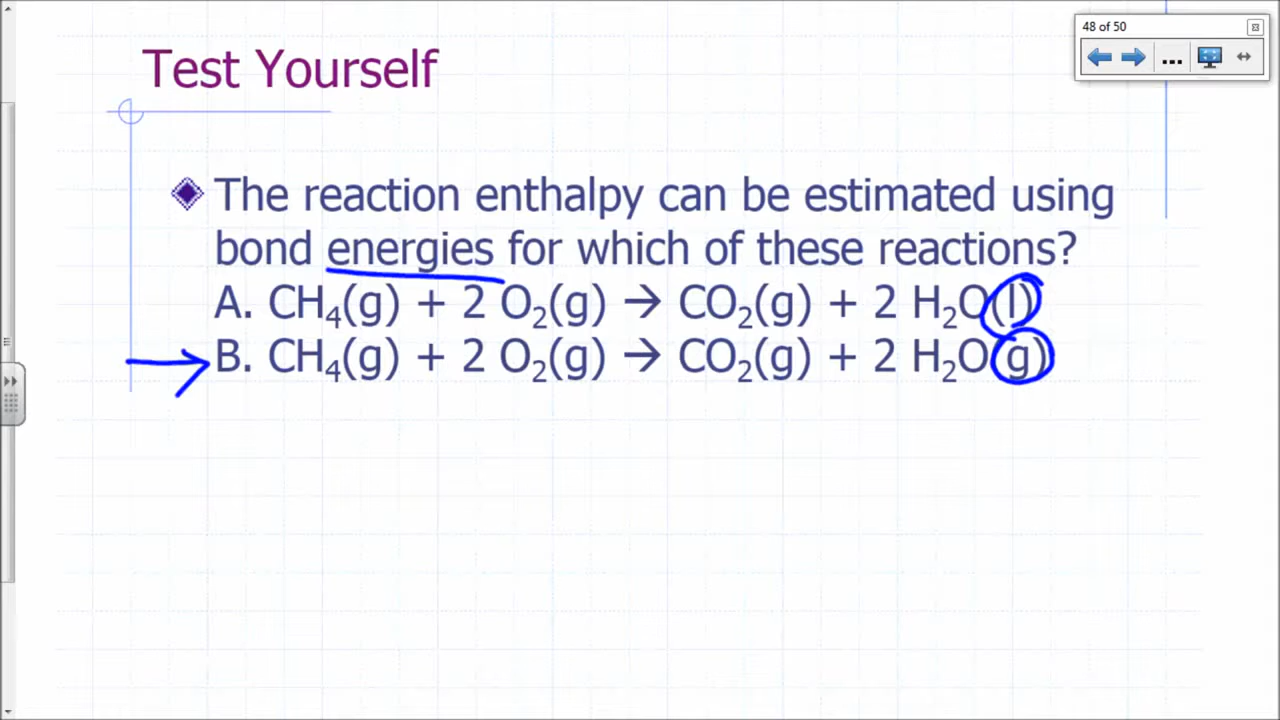 48 of 50
Test Yourself
The reaction enthalpy can be estimated using
bond energies for which of these reactions?
A. CH₄(g) + 2 O₂(g) → CO₂(g) + 2 H₂O(l)
B. CH₄(g) + 2 O₂(g) → CO₂(g) + 2 H₂O(g)